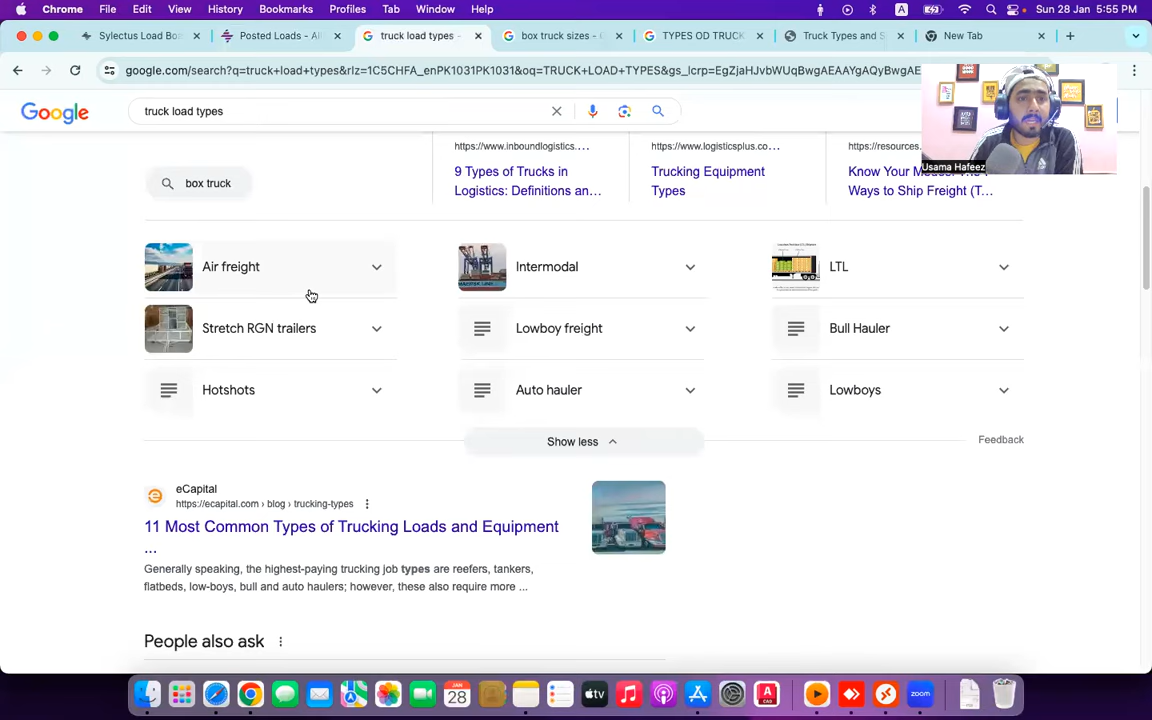 Chrome File Edit View History Bookmarks Profiles Tab Window Help A Sun 28 Jan 5:55 PM
Sylectus Load Boa Posted Loads - Al truck load types - box truck sizes - TYPES OD TRUCK Truck Types and S New Tab
google.com/search?q=truck+load+types&rlz=1C5CHFA_enPK1031PK1031&oq=TRUCK+LOAD+TYPES&gs_lcrp=EgZjaHJvbWUqBwgAEAAYgAQyBwgAE
Google truck load types
Usama Hafeez
https://www.inboundlogistics.... https://www.logisticsplus.co... https://resources.
9 Types of Trucks in Logistics: Definitions an...
Trucking Equipment Types
Know Your
Ways to Ship Freight (T...
box truck
Air freight Intermodal LTL
Stretch RGN trailers Lowboy freight Bull Hauler
Hotshots Auto hauler Lowboys
Show less
Feedback
eCapital
https://ecapital.com › blog › trucking-types
11 Most Common Types of Trucking Loads and Equipment
...
Generally speaking, the highest-paying trucking job types are reefers, tankers,
flatbeds, low-boys, bull and auto haulers; however, these also require more ...
People also ask
JAN
28
tv
zoom